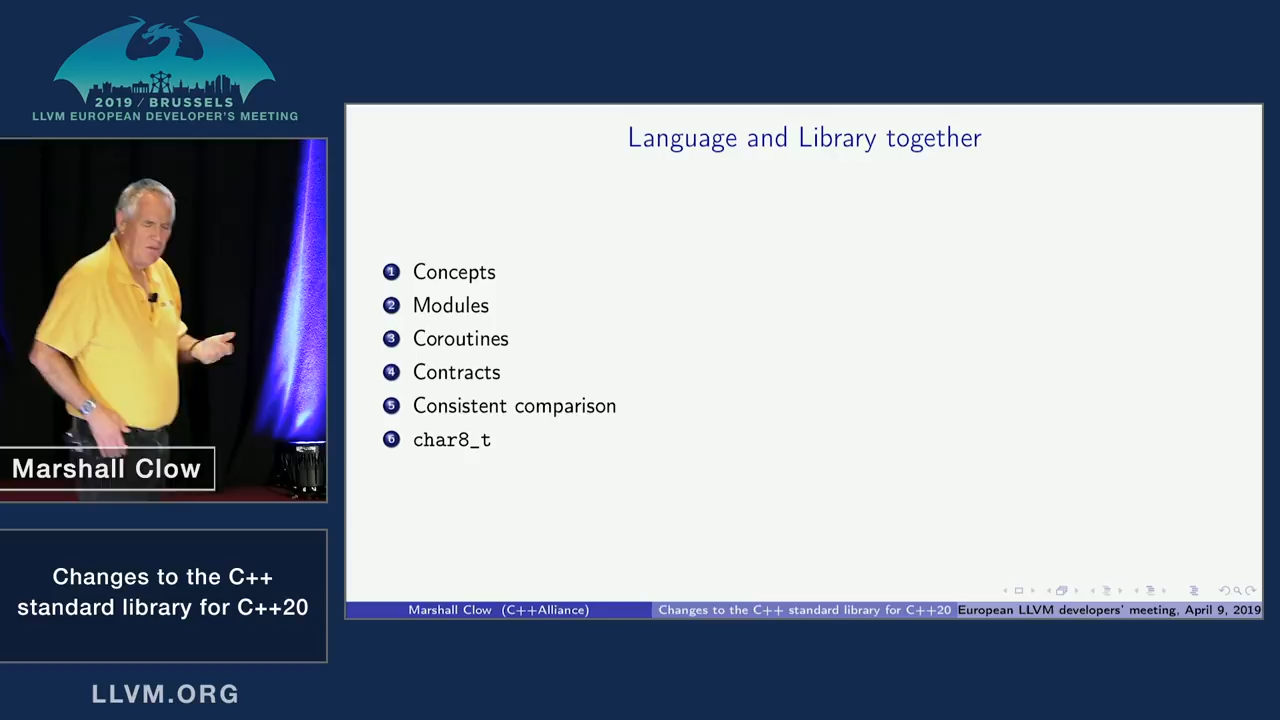 2019 / BRUSSELS
LLVM EUROPEAN DEVELOPER'S MEETING
Language and Library together
1 Concepts
2 Modules
3 Coroutines
4 Contracts
5 Consistent comparison
6 char8_t
Marshall Clow
Changes to the C++
standard library for C++20
Marshall Clow (C++Alliance) Changes to the C++ standard library for C++20 European LLVM developers' meeting, April 9, 2019
LLVM.ORG